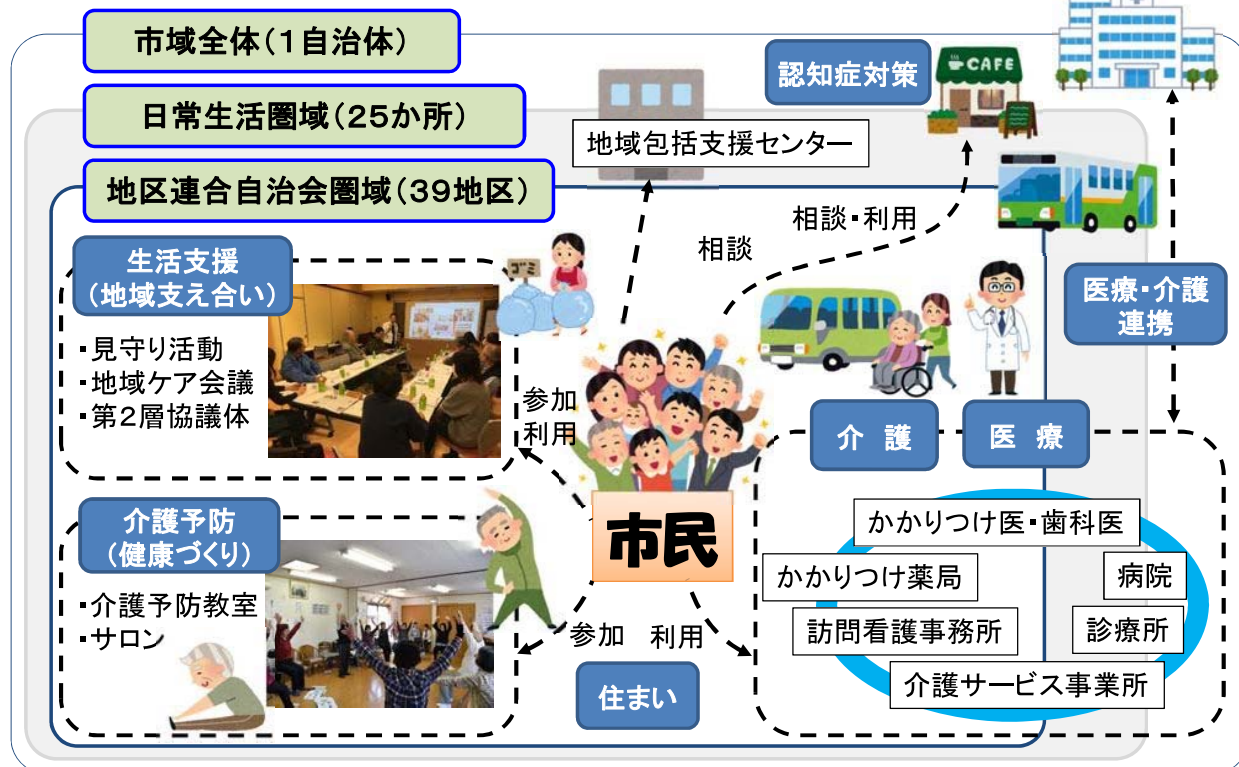 市域全体(1自治体)
日常生活圏域(25か所)
地区連合自治会圏域(39地区)
認知症対策
CAFE
地域包括支援センター
相談・利用
相談
生活支援
(地域支え合い)
・見守り活動
・地域ケア会議
・第2層協議体
ゴミ
参加
利用
医療・介護
連携
介護
医療
市民
介護予防
(健康づくり)
・介護予防教室
・サロン
参加
利用
住まい
かかりつけ医・歯科医
かかりつけ薬局
病院
訪問看護事務所
診療所
介護サービス事業所